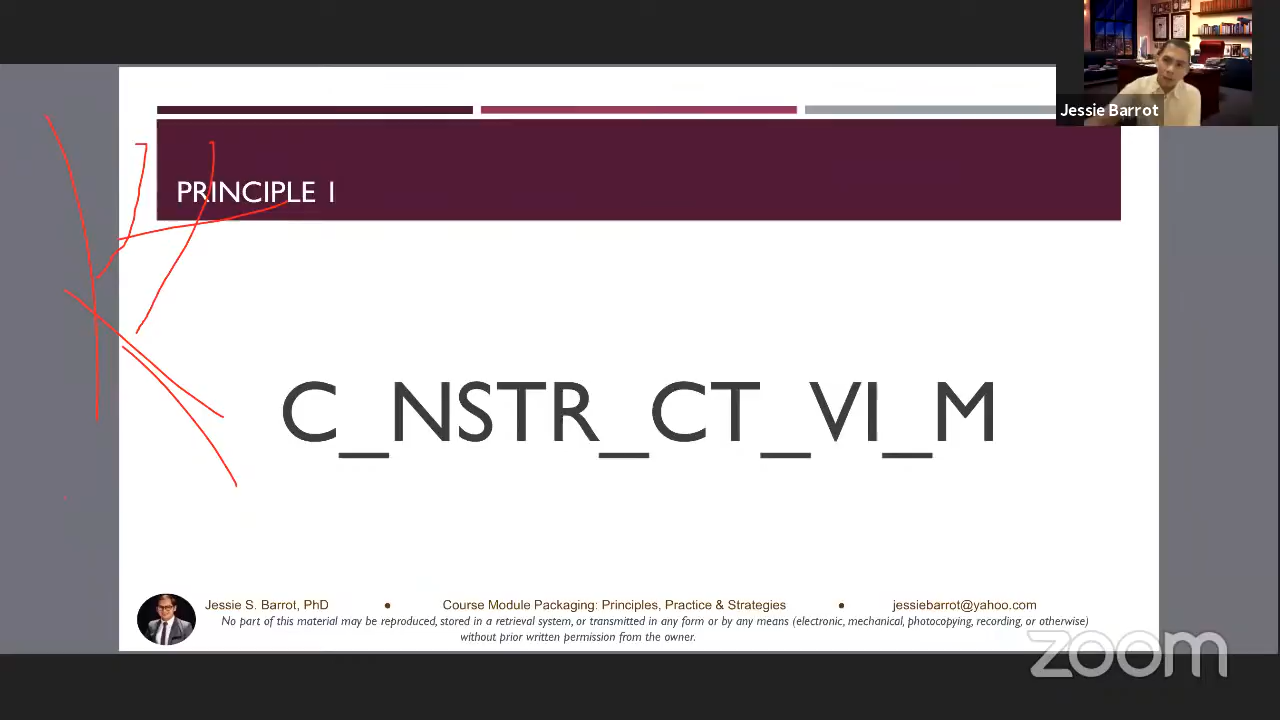 Jessie Barrot
PRINCIPLE 1
C_NSTR_CT_VI_M
Jessie S. Barrot, PhD • Course Module Packaging: Principles, Practice & Strategies • jessiebarrot@yahoo.com
No part of this material may be reproduced, stored in a retrieval system, or transmitted in any form or by any means (electronic, mechanical, photocopying, recording, or otherwise)
without prior written permission from the owner.
zoom